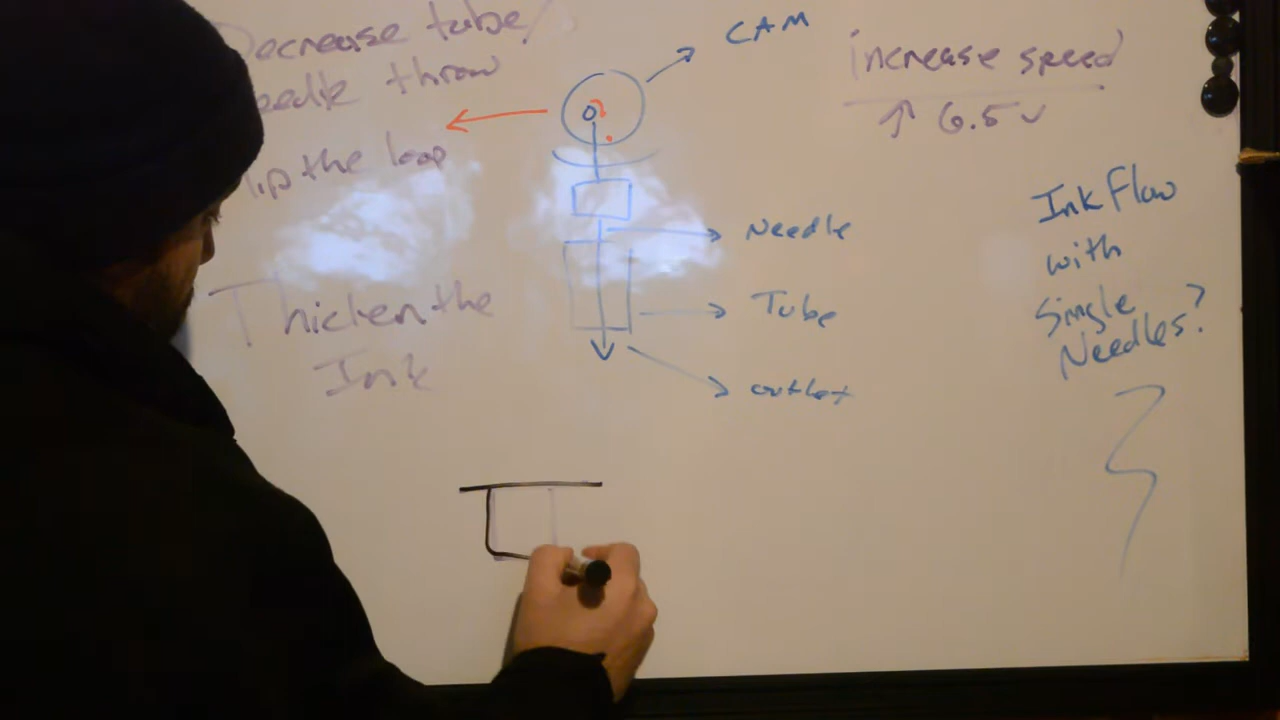 Decrease tube/
needle throw
the loop
Thicken the
Ink
CAM
Needle
Tube
outlet
increase speed
↑ 6.5v
Ink Flow
with
Single
Needles?